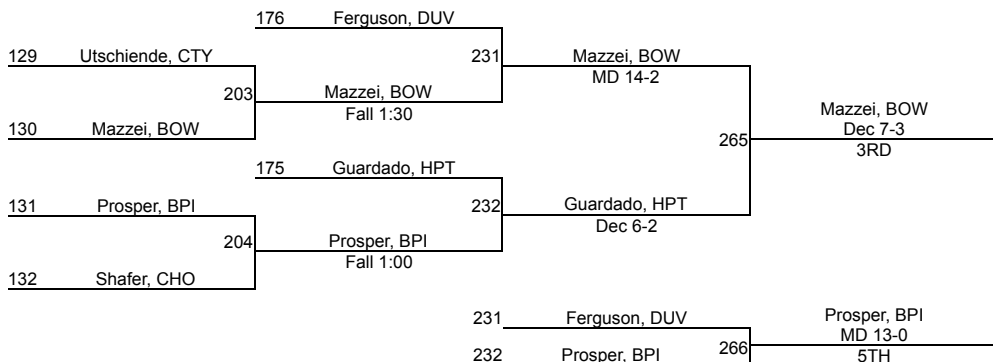 176 Ferguson, DUV
129 Utschiende, CTY
231 Mazzei, BOW
MD 14-2
203 Mazzei, BOW
Fall 1:30
130 Mazzei, BOW
Mazzei, BOW
Dec 7-3
265
3RD
175 Guardado, HPT
131 Prosper, BPI
232 Guardado, HPT
Dec 6-2
204 Prosper, BPI
Fall 1:00
132 Shafer, CHO
231 Ferguson, DUV
Prosper, BPI
MD 13-0
232 Prosper, BPI
266
5TH